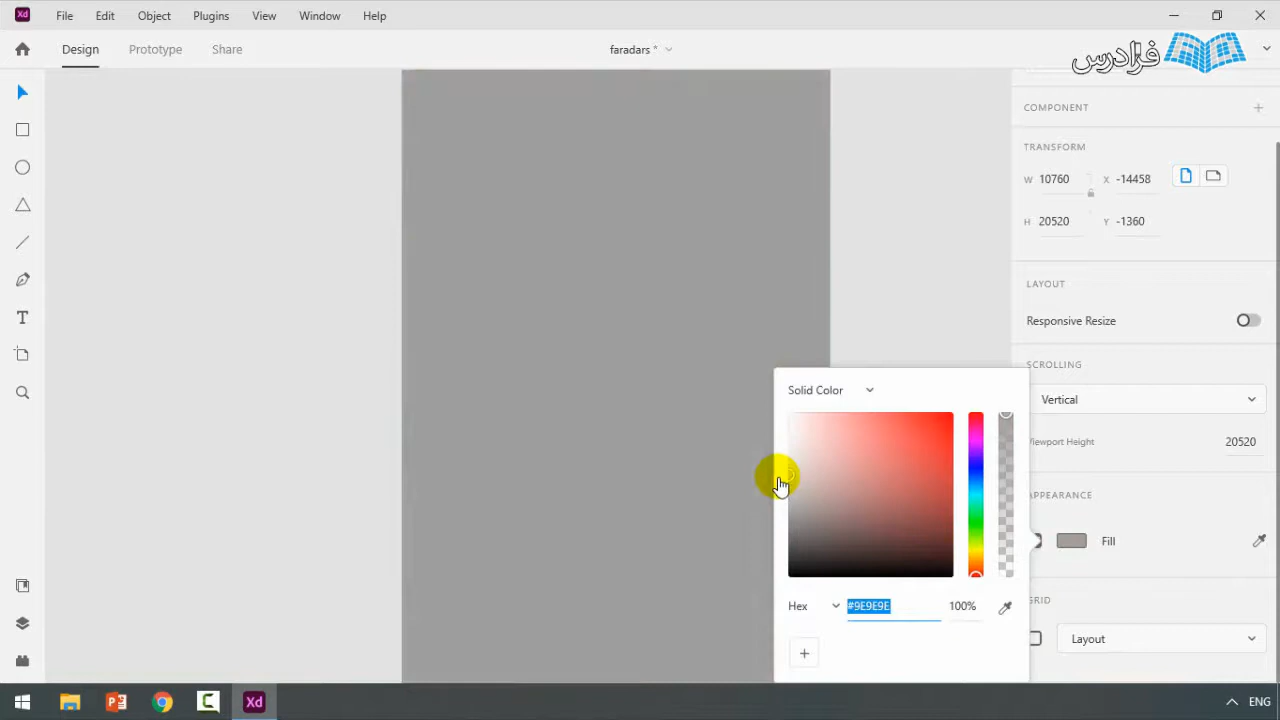 Xd File Edit Object Plugins View Window Help
Design Prototype Share faradars *
فرادرس
COMPONENT
TRANSFORM
W 10760 X -14458
H 20520 Y -1360
LAYOUT
Responsive Resize
SCROLLING
Vertical
Viewport Height 20520
APPEARANCE
Fill
GRID
Layout
Solid Color
Hex #9E9E9E 100%
Xd ENG